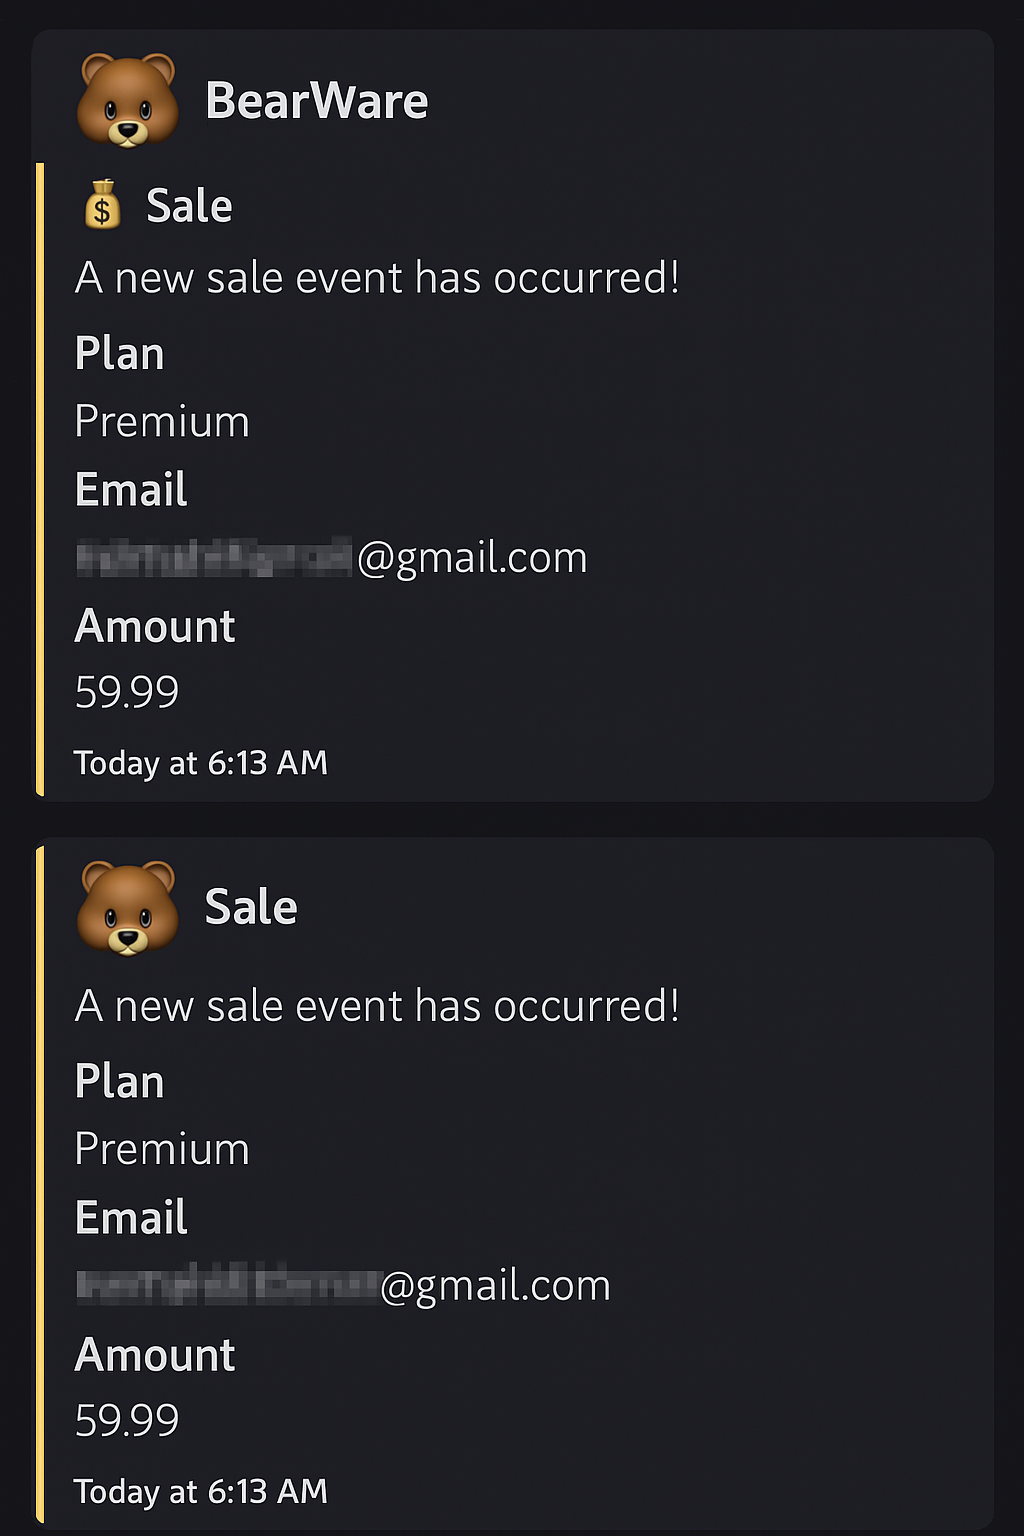 BearWare
Sale
A new sale event has occurred!
Plan
Premium
Email
@gmail.com
Amount
59.99
Today at 6:13 AM
Sale
A new sale event has occurred!
Plan
Premium
Email
@gmail.com
Amount
59.99
Today at 6:13 AM